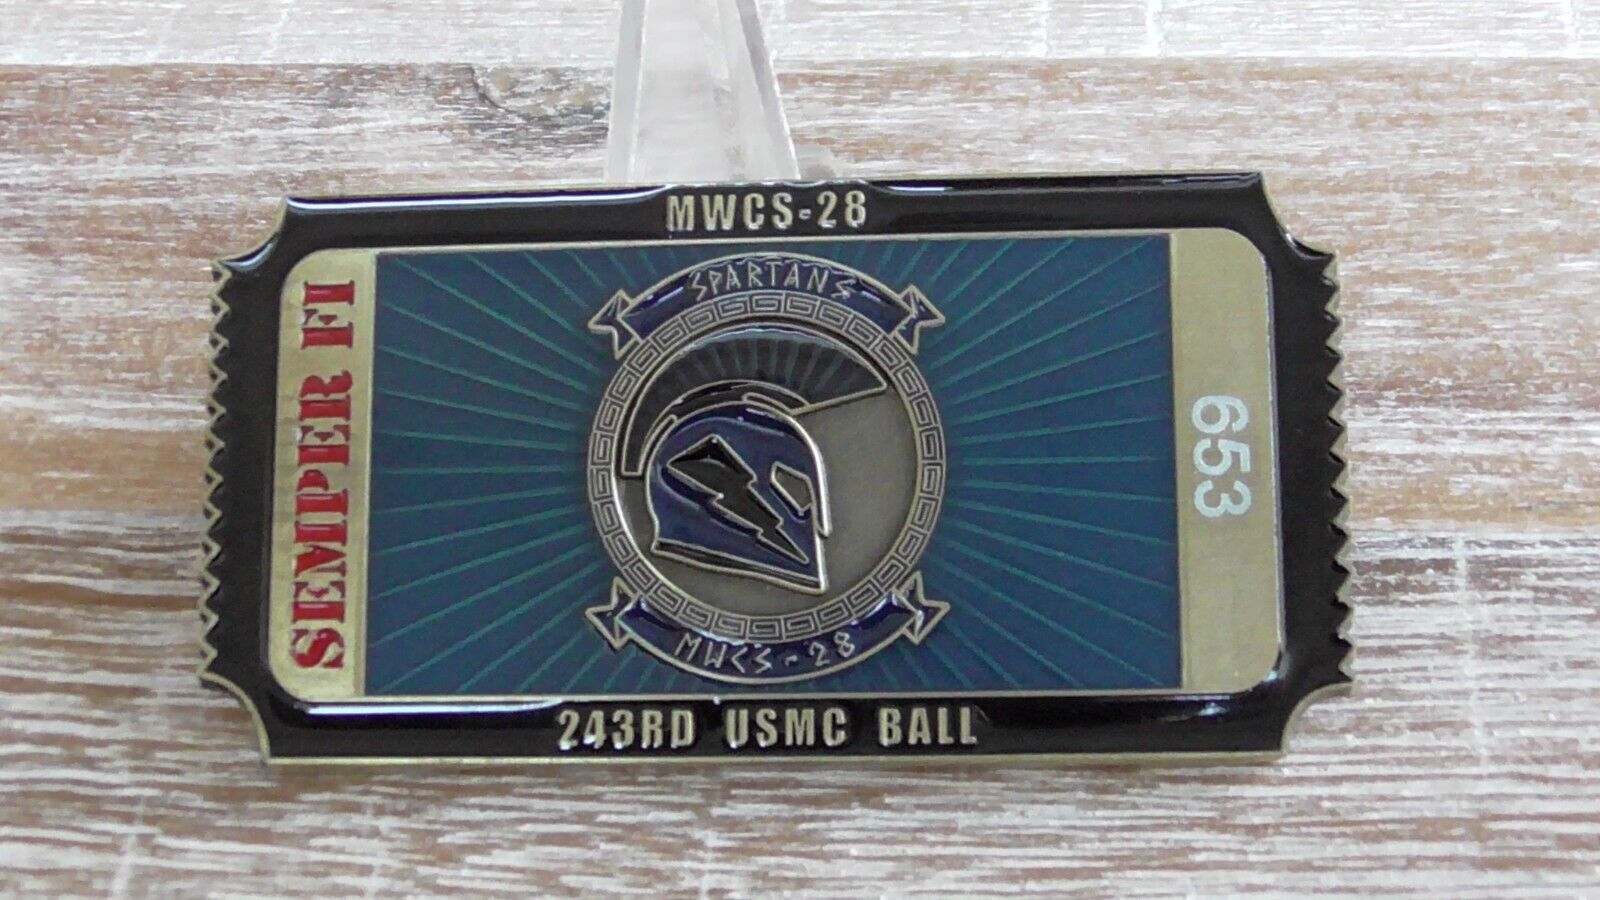 MWCS-28
SEMPER FI
SPARTANS
MWCS-28
653
243RD USMC BALL